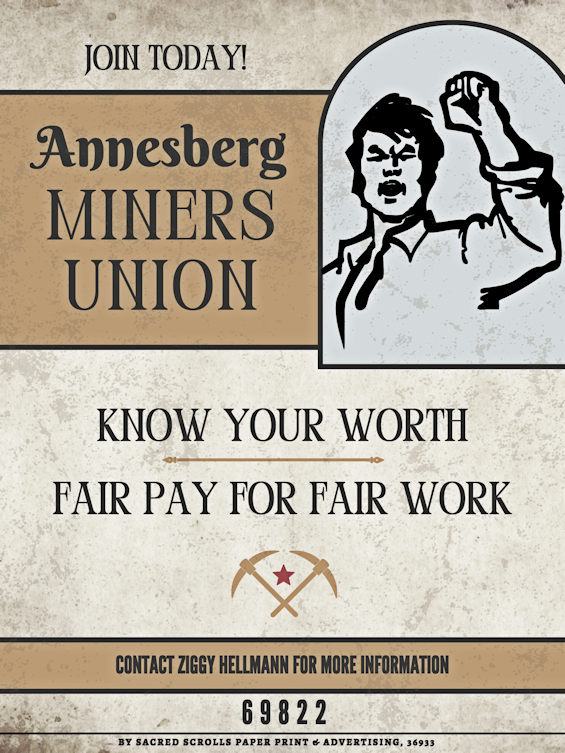 JOIN TODAY!
Annesberg
MINERS
UNION
KNOW YOUR WORTH
FAIR PAY FOR FAIR WORK
CONTACT ZIGGY HELLMANN FOR MORE INFORMATION
69822
BY SACRED SCROLLS PAPER PRINT & ADVERTISING, 36933